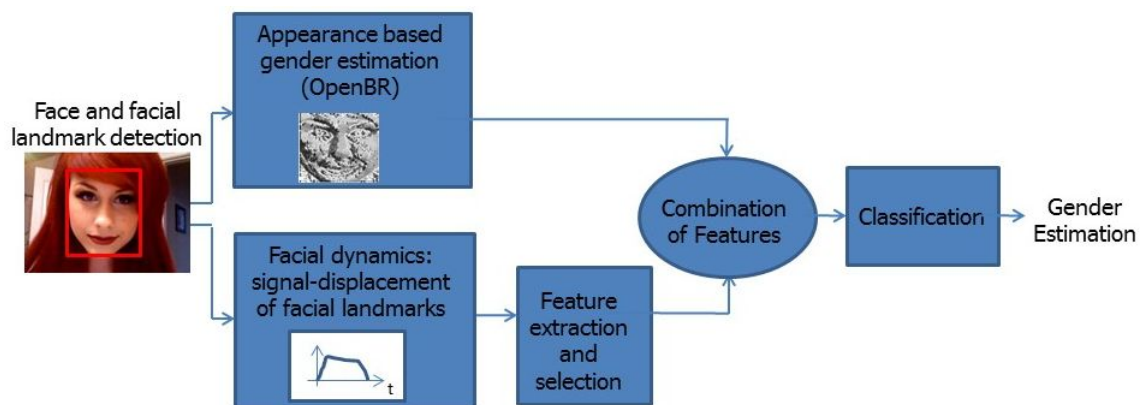 Face and facial
landmark detection
Appearance based
gender estimation
(OpenBR)
Facial dynamics:
signal-displacement
of facial landmarks
t
Feature
extraction
and
selection
Combination
of Features
Classification
Gender
Estimation